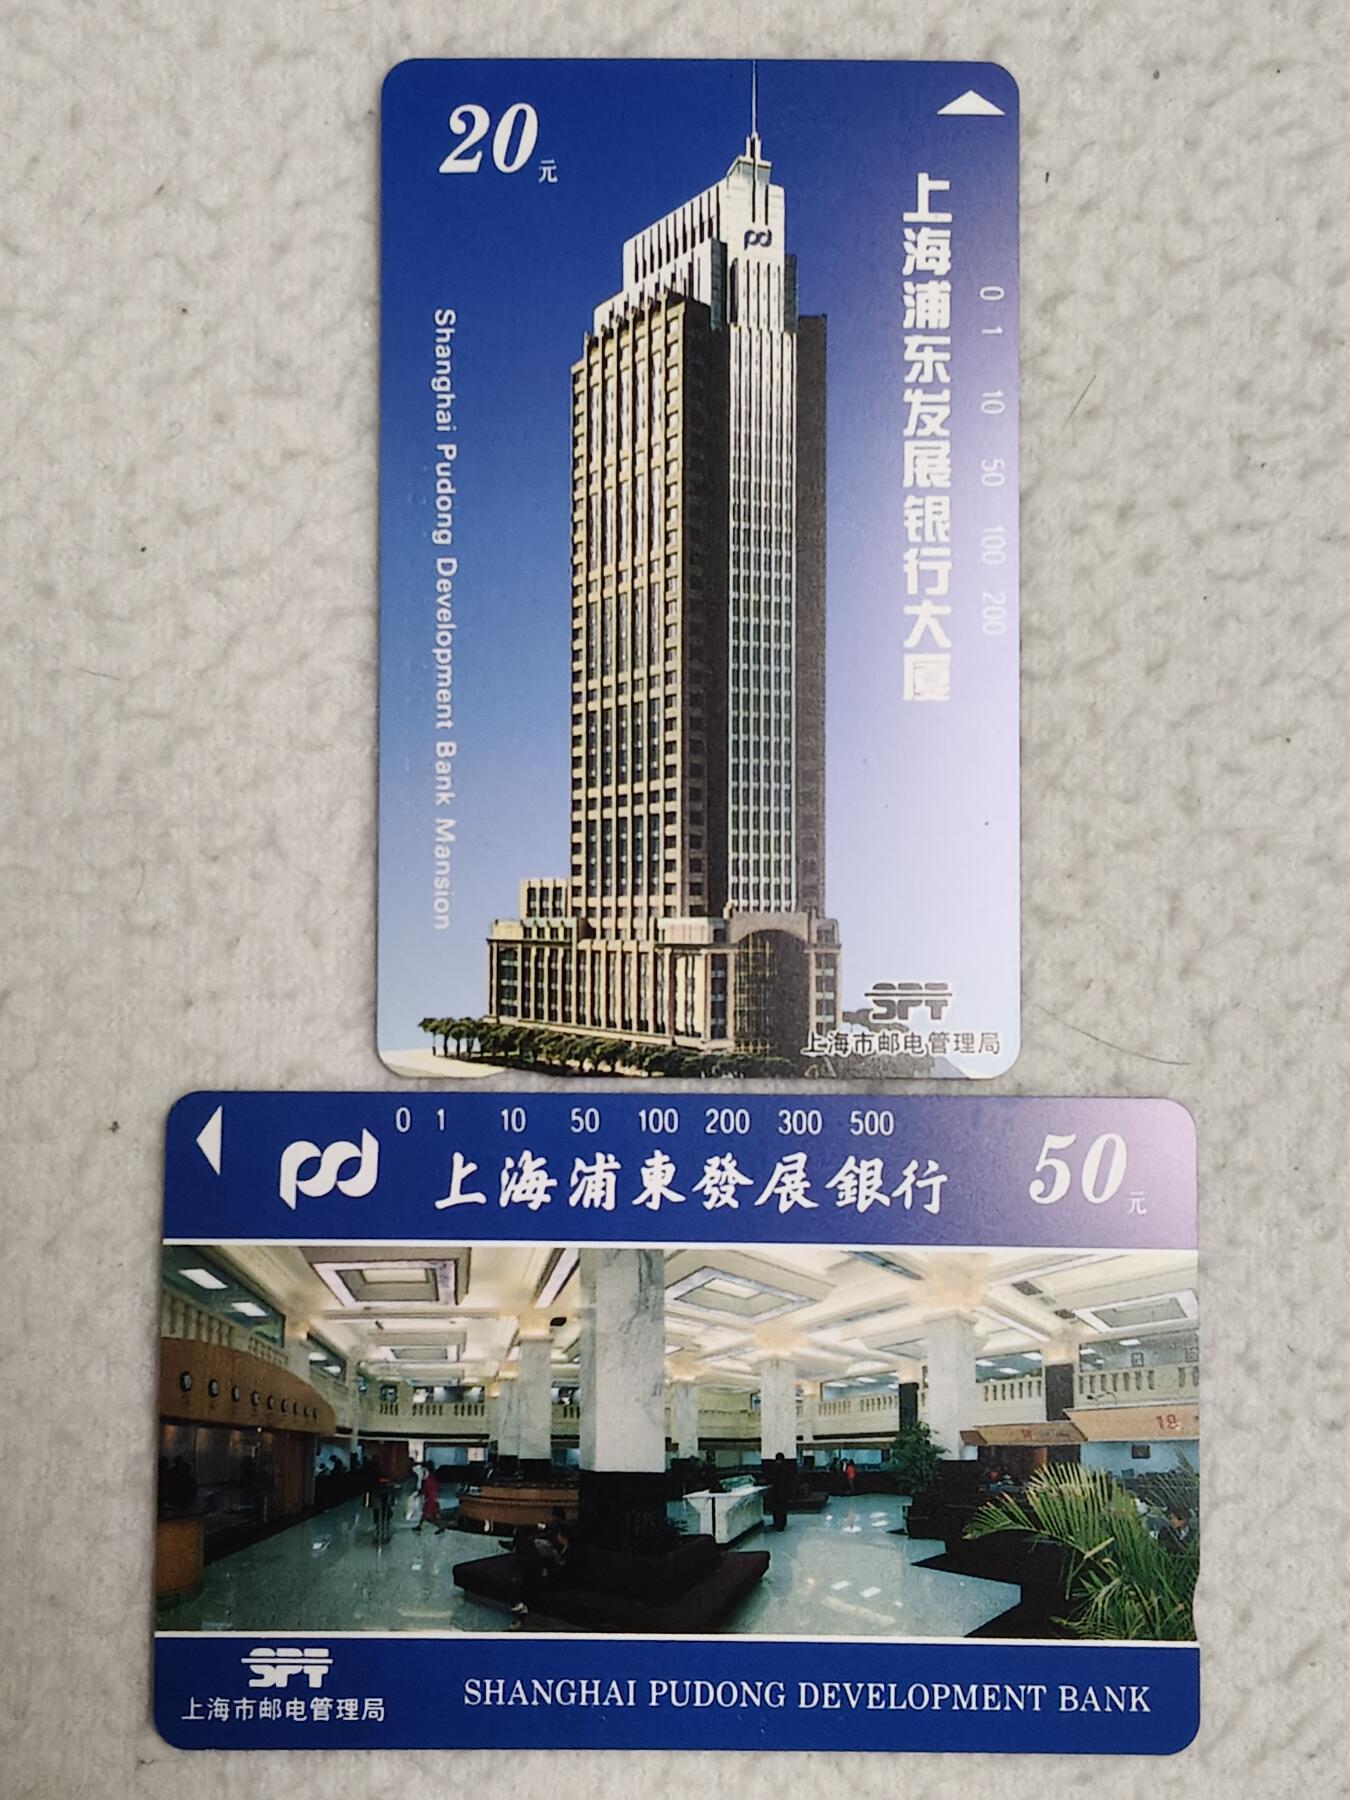 20元
上海浦东发展银行大厦
0 1 10 50 100 200
Shanghai Pudong Development Bank Mansion
SPT
上海市邮电管理局
0 1 10 50 100 200 300 500
上海浦東發展銀行
50元
18
SPT
上海市邮电管理局
SHANGHAI PUDONG DEVELOPMENT BANK